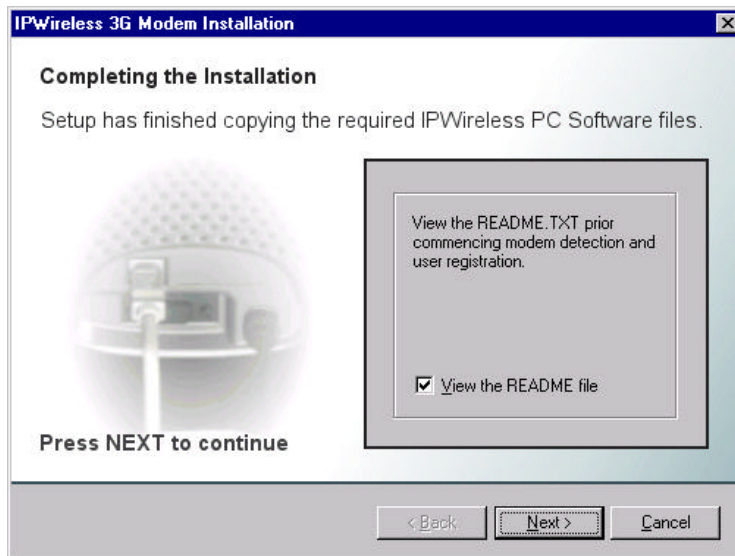 IPWireless 3G Modem Installation
Completing the Installation
Setup has finished copying the required IPWireless PC Software files.
View the README.TXT prior
commencing modem detection and
user registration.
View the README file
Press NEXT to continue
< Back
Next >
Cancel